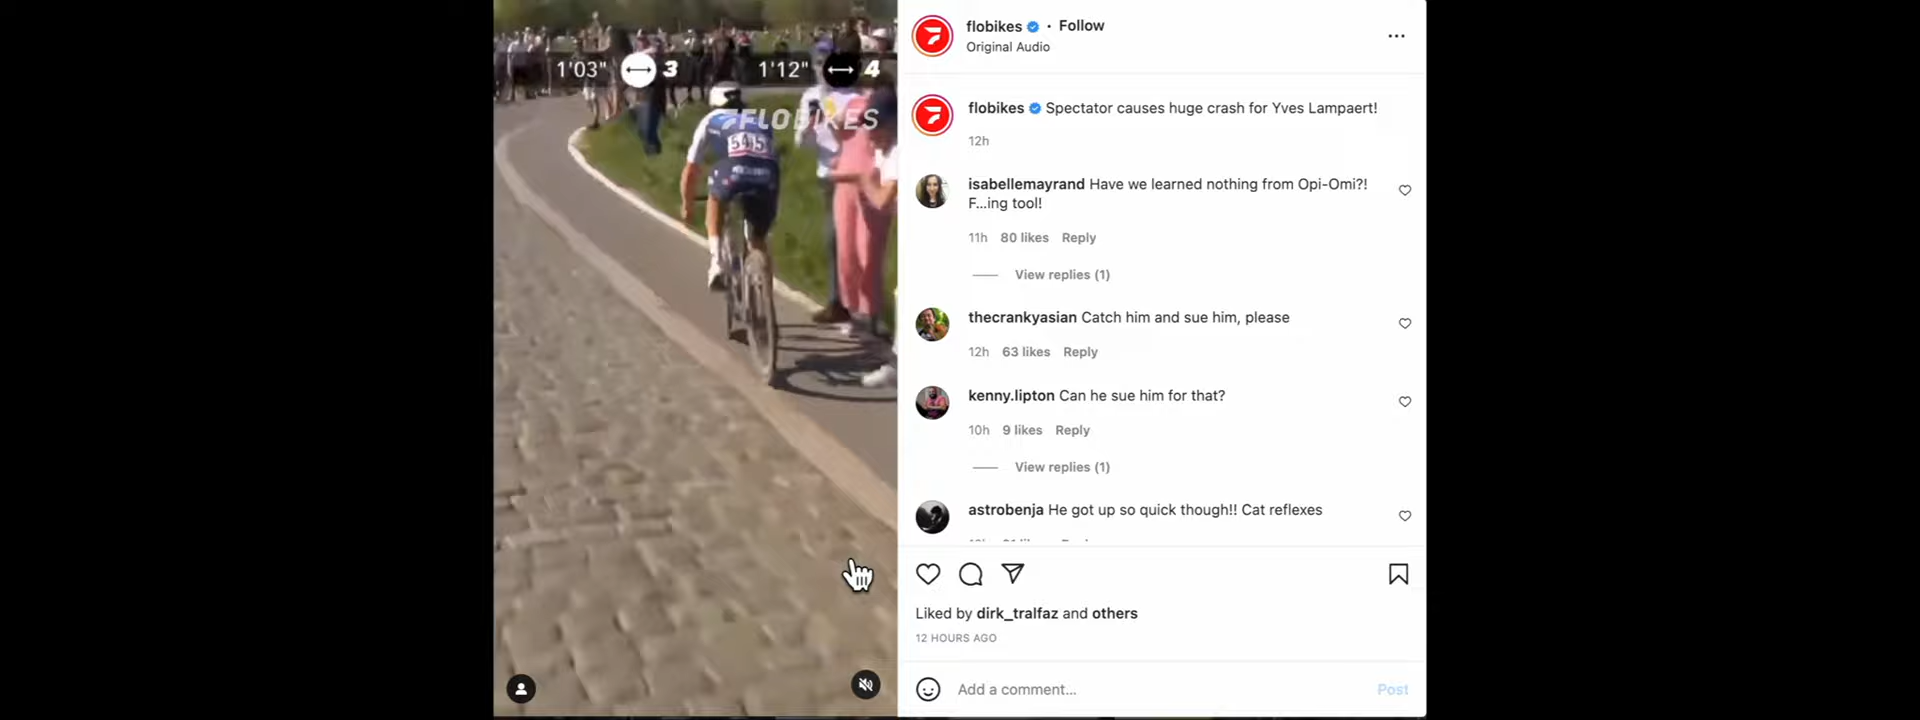 1'03" 3 1'12" 4
FLOBIKES
flobikes • Follow
Original Audio
flobikes Spectator causes huge crash for Yves Lampaert!
12h
isabellemayrand Have we learned nothing from Opi-Omi?!
F...ing tool!
11h 80 likes Reply
View replies (1)
thecrankyasian Catch him and sue him, please
12h 63 likes Reply
kenny.lipton Can he sue him for that?
10h 9 likes Reply
View replies (1)
astrobenja He got up so quick though!! Cat reflexes
Liked by dirk_tralfaz and others
12 HOURS AGO
Add a comment...
Post